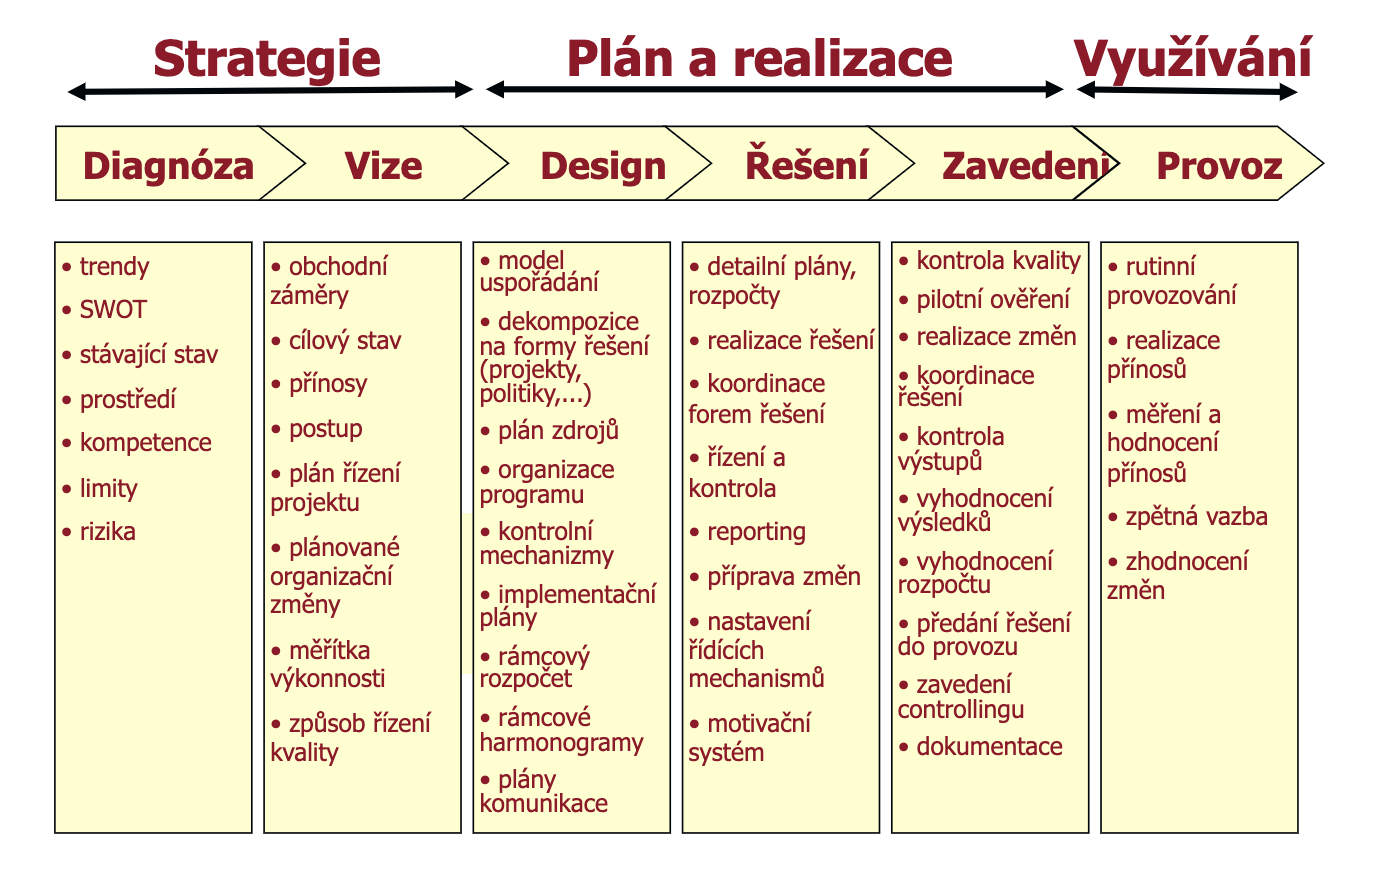 Strategie
Plán a realizace
Využívání
Diagnóza
Vize
Design
Řešení
Zavedení
Provoz
• trendy
• SWOT
• stávající stav
• prostředí
• kompetence
• limity
• rizika
• obchodní
záměry
• cílový stav
• přínosy
• postup
• plán řízení
projektu
• plánované
organizační
změny
• měřítka
výkonnosti
• způsob řízení
kvality
• model
uspořádání
• dekompozice
na formy řešení
(projekty,
politiky,...)
• plán zdrojů
• organizace
programu
• kontrolní
mechanizmy
• implementační
plány
• rámcový
rozpočet
• rámcové
harmonogramy
• plány
komunikace
• detailní plány,
rozpočty
• realizace řešení
• koordinace
forem řešení
• řízení a
kontrola
• reporting
• příprava změn
• nastavení
řídících
mechanismů
• motivační
systém
• kontrola kvality
• pilotní ověření
• realizace změn
• koordinace
řešení
• kontrola
výstupů
• vyhodnocení
výsledků
• vyhodnocení
rozpočtu
• předání řešení
do provozu
• zavedení
controllingu
• dokumentace
• rutinní
provozování
• realizace
přínosů
• měření a
hodnocení
přínosů
• zpětná vazba
• zhodnocení
změn